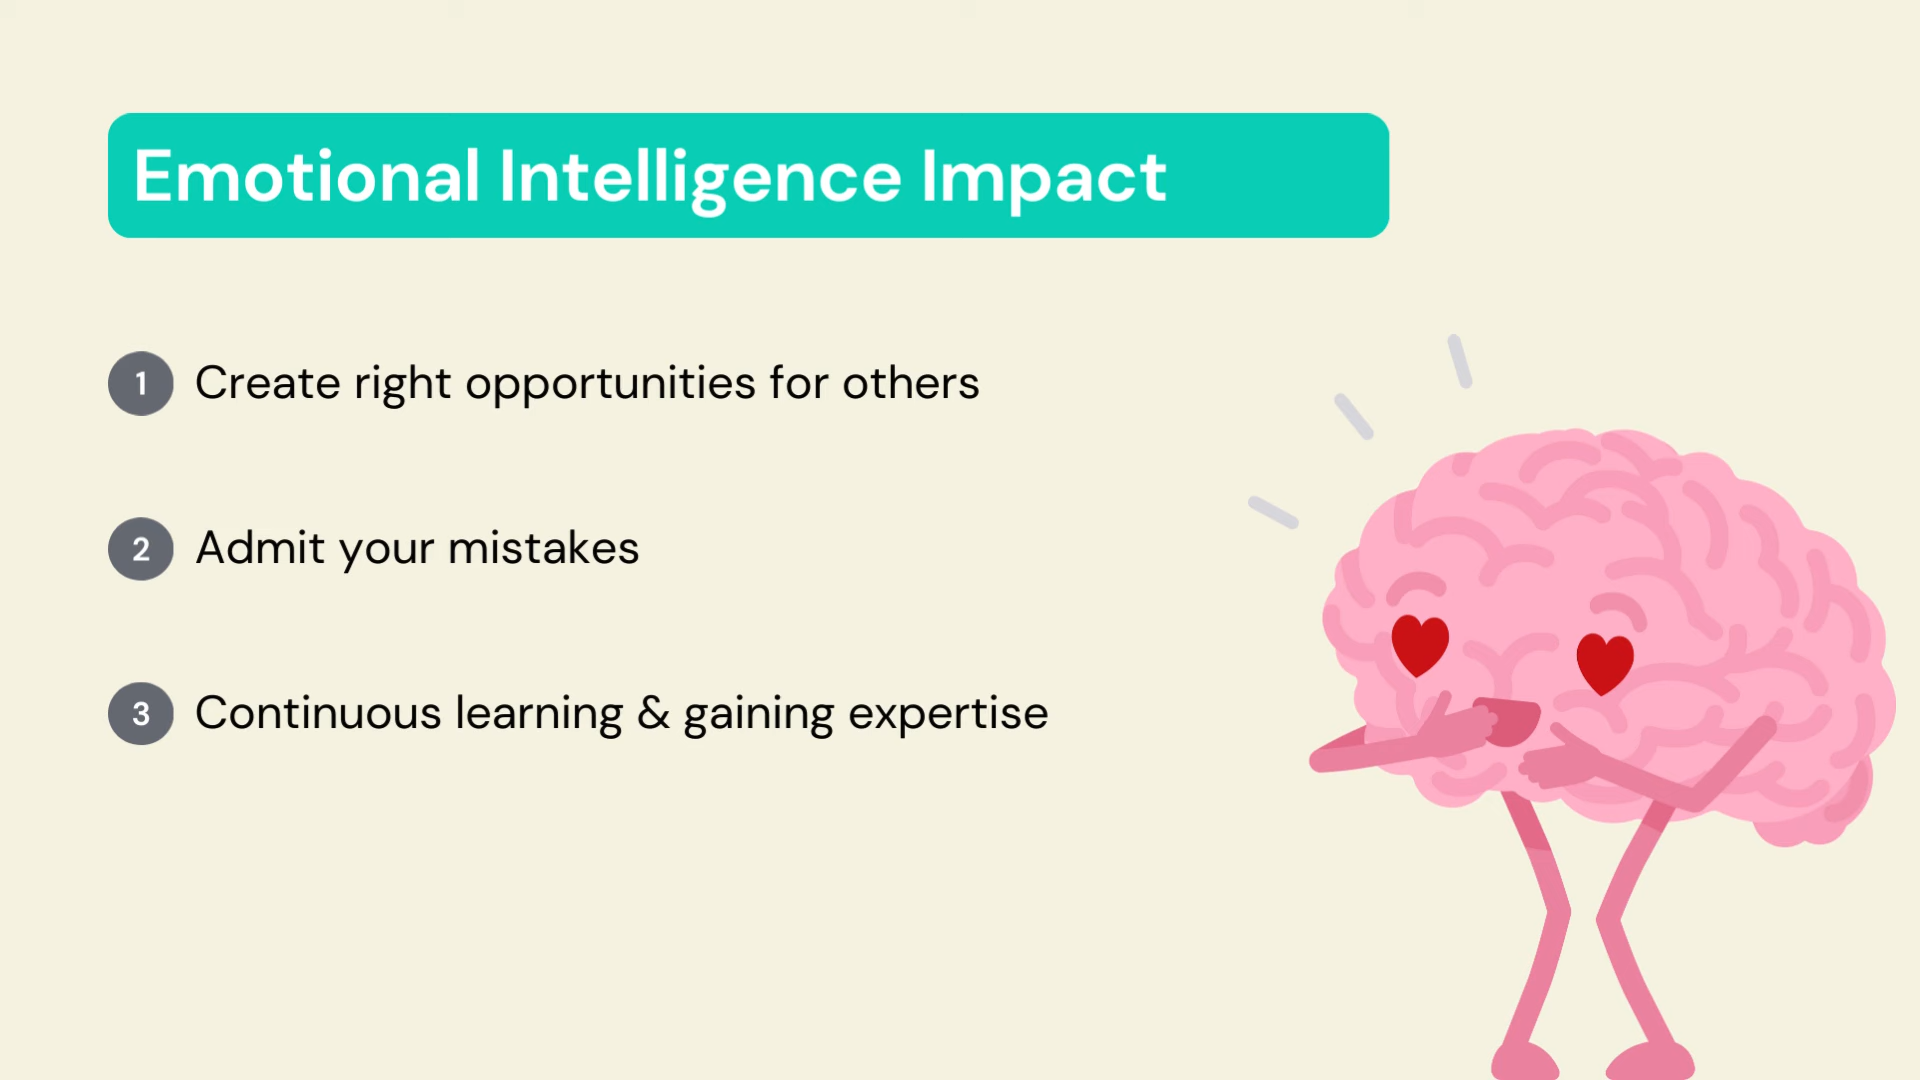 Emotional Intelligence Impact
1 Create right opportunities for others
2 Admit your mistakes
3 Continuous learning & gaining expertise